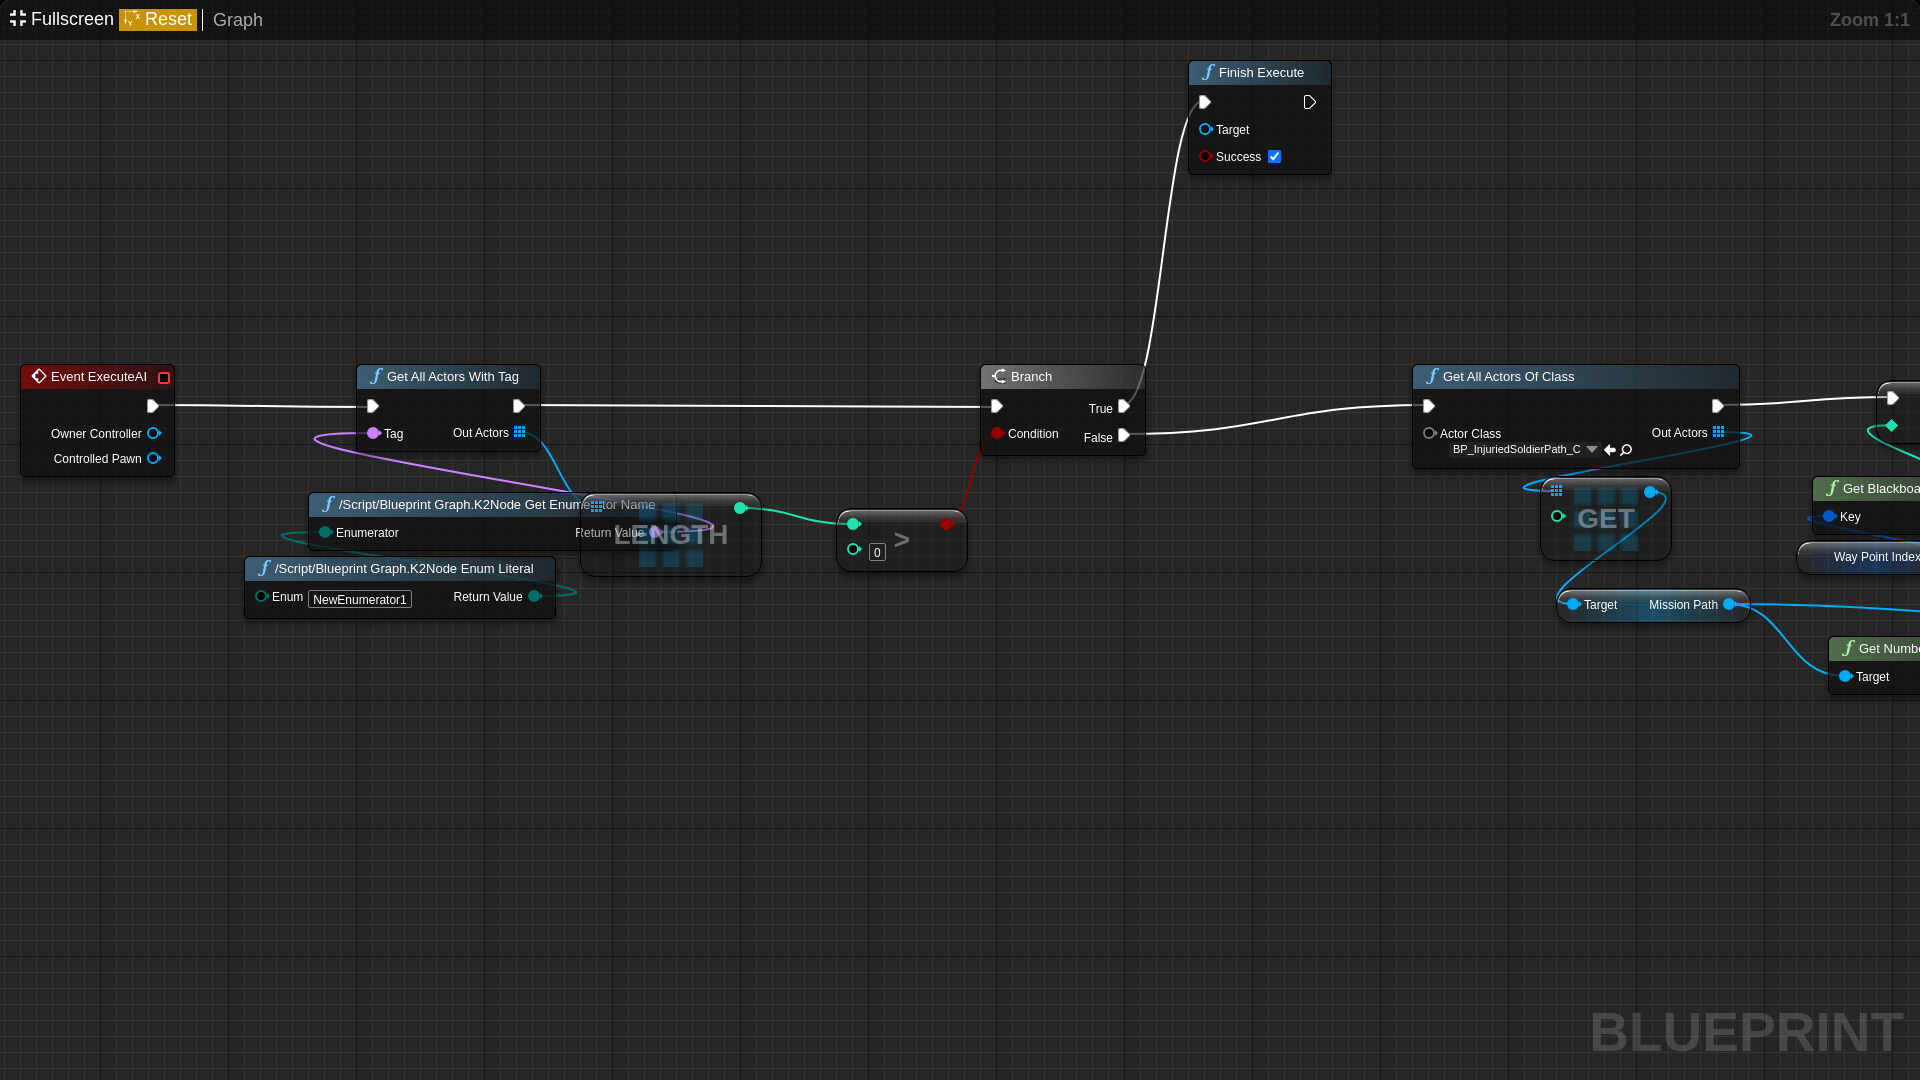 Fullscreen Reset Graph
Zoom 1:1
Finish Execute
Target
Success
Event ExecuteAI
Owner Controller
Controlled Pawn
Get All Actors With Tag
Tag
Out Actors
/Script/Blueprint Graph.K2Node Get Enumerator Name
Enumerator
Return Value
/Script/Blueprint Graph.K2Node Enum Literal
Enum
NewEnumerator1
Return Value
LENGTH
0
>
Branch
True
Condition
False
Get All Actors Of Class
Actor Class
Out Actors
BP_InjuriedSoldierPath_C
GET
Target
Mission Path
Get Blackboa
Key
Way Point Index
Get Numbe
Target
BLUEPRINT